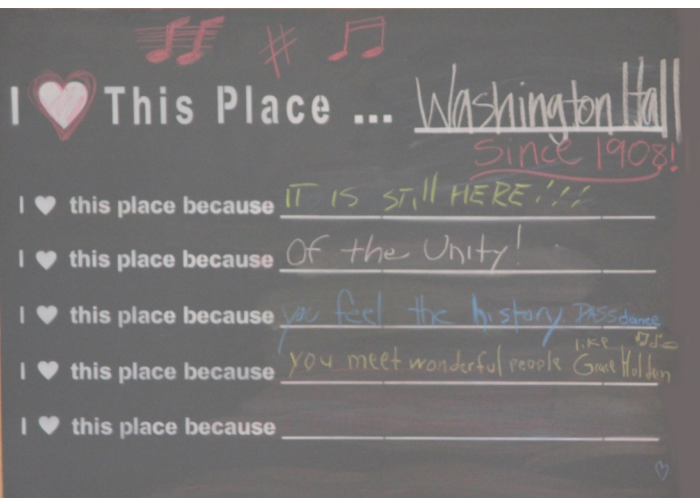 I ♥ This Place ... Washington Hall
Since 1908!
I ♥ this place because IT IS STill HERE!!!
I ♥ this place because Of the Unity!
I ♥ this place because you feel the history DASSdance
I ♥ this place because you meet wonderful people like Grace Holden
I ♥ this place because